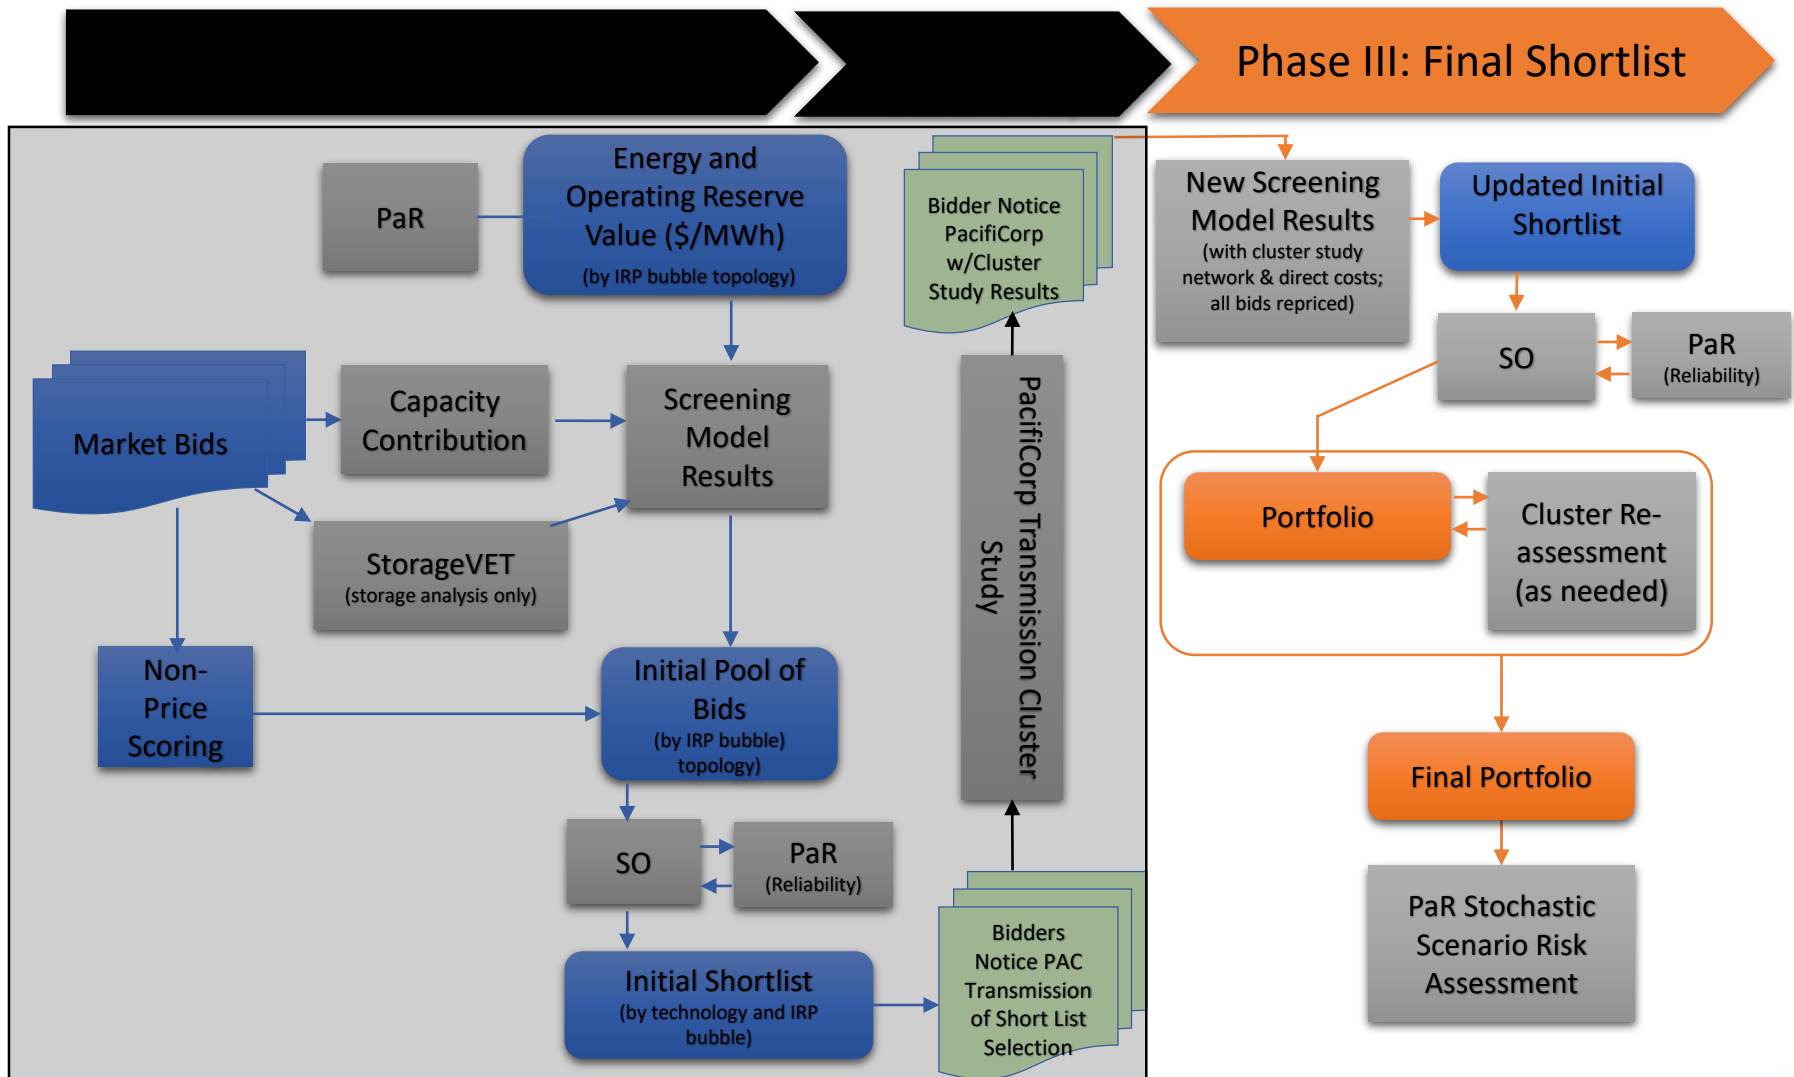 Phase III: Final Shortlist
PaR
Energy and
Operating Reserve
Value ($/MWh)
(by IRP bubble topology)
Market Bids
Capacity
Contribution
Screening
Model
Results
StorageVET
(storage analysis only)
Non-
Price
Scoring
Initial Pool of
Bids
(by IRP bubble)
topology)
SO
PaR
(Reliability)
Initial Shortlist
(by technology and IRP
bubble)
Bidders
Notice PAC
Transmission
of Short List
Selection
PacifiCorp Transmission Cluster
Study
Bidder Notice
PacifiCorp
w/Cluster
Study Results
New Screening
Model Results
(with cluster study
network & direct costs;
all bids repriced)
Updated Initial
Shortlist
SO
PaR
(Reliability)
Portfolio
Cluster Re-
assessment
(as needed)
Final Portfolio
PaR Stochastic
Scenario Risk
Assessment